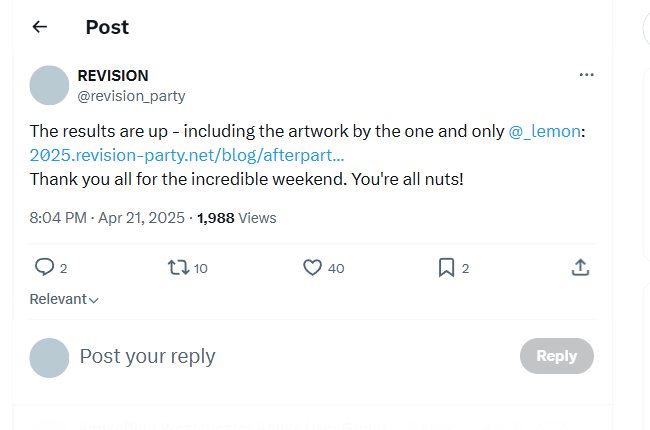 Post
REVISION
@revision_party
The results are up - including the artwork by the one and only @_lemon:
2025.revision-party.net/blog/afterpart...
Thank you all for the incredible weekend. You're all nuts!
8:04 PM · Apr 21, 2025 · 1,988 Views
2 10 40 2
Relevant
Post your reply Reply